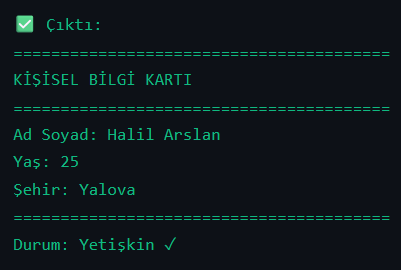 ✅ Çıktı:
========================================
KİŞİSEL BİLGİ KARTI
========================================
Ad Soyad: Halil Arslan
Yaş: 25
Şehir: Yalova
========================================
Durum: Yetişkin ✓